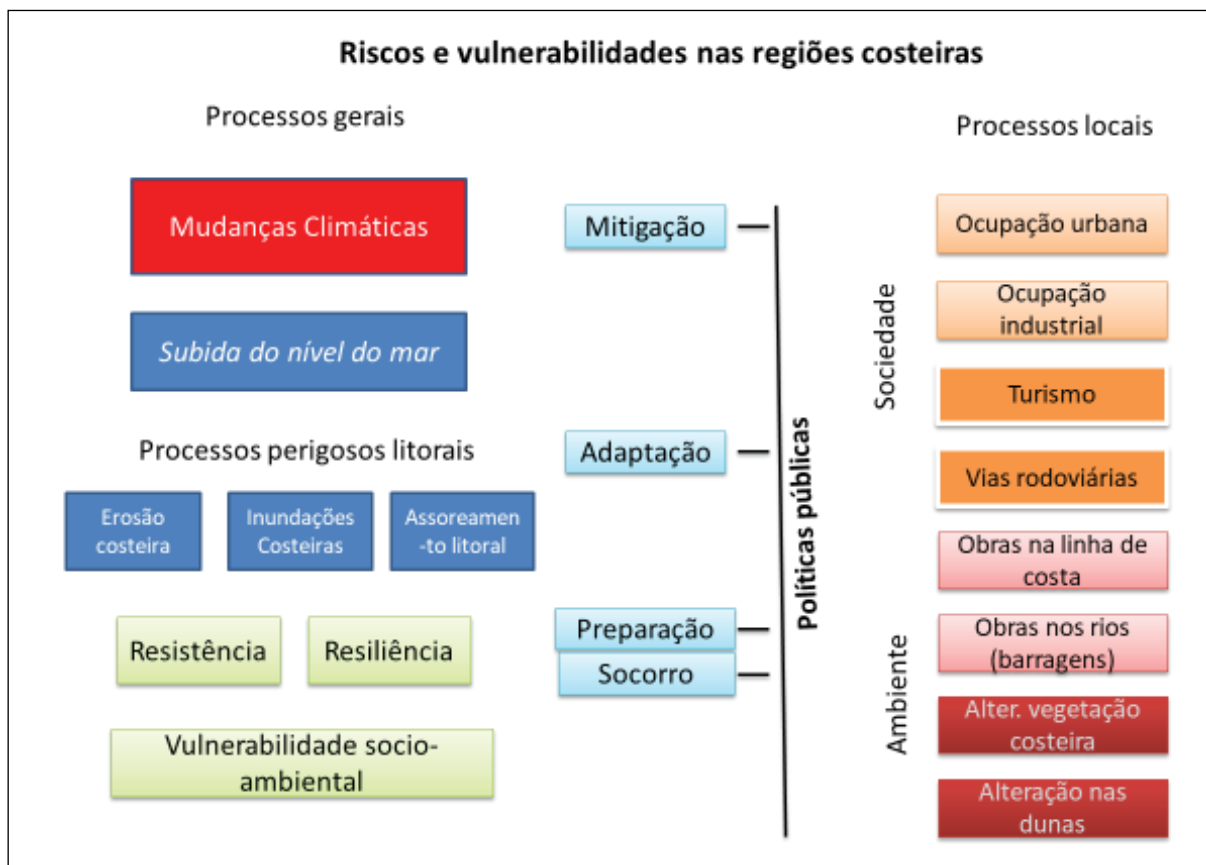 Riscos e vulnerabilidades nas regiões costeiras
Processos gerais
Mudanças Climáticas
Subida do nível do mar
Processos perigosos litorais
Erosão
costeira
Inundações
Costeiras
Assoreamen
-to litoral
Resistência
Resiliência
Vulnerabilidade socio-
ambiental
Mitigação
Adaptação
Preparação
Socorro
Políticas públicas
Processos locais
Sociedade
Ocupação urbana
Ocupação
industrial
Turismo
Vias rodoviárias
Ambiente
Obras na linha de
costa
Obras nos rios
(barragens)
Alter. vegetação
costeira
Alteração nas
dunas